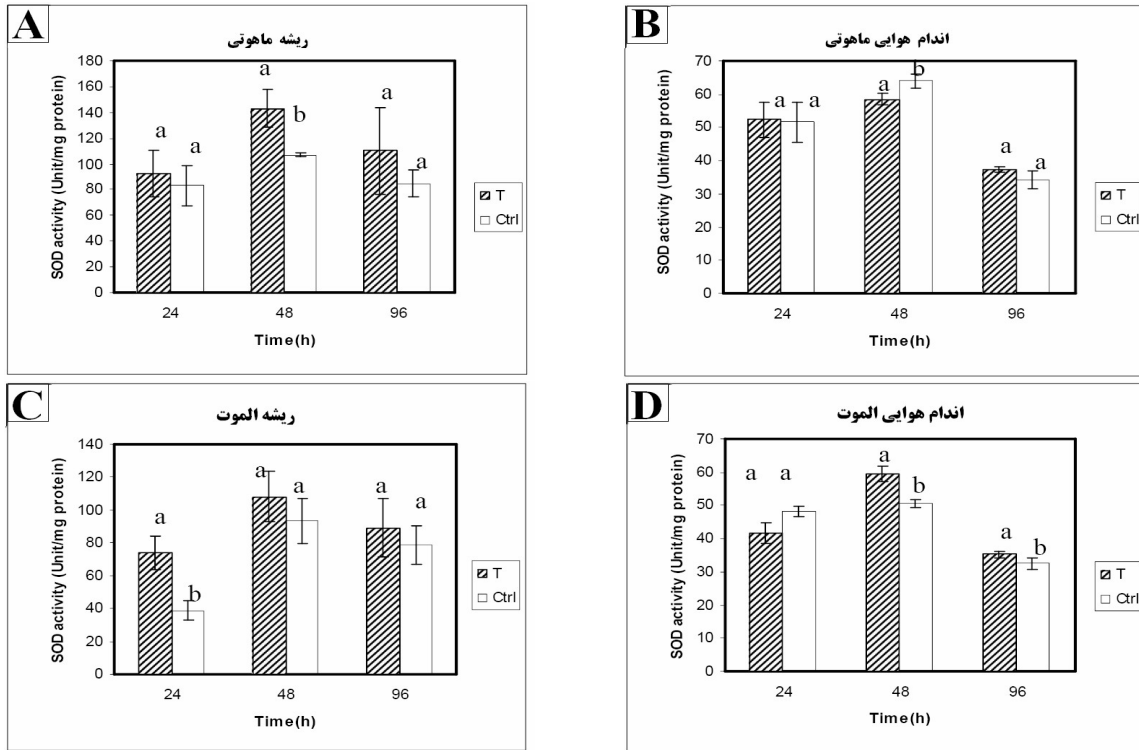 A
ریشه ماهوتی
SOD activity (Unit/mg protein)
180
160
140
120
100
80
60
40
20
0
a
a
a
b
a
a
24
48
96
Time(h)
T
Ctrl
B
اندام هوایی ماهوتی
SOD activity (Unit/mg protein)
70
60
50
40
30
20
10
0
a
a
a
b
a
a
24
48
96
Time(h)
T
Ctrl
C
ریشه الموت
SOD activity (Unit/mg protein)
140
120
100
80
60
40
20
0
a
b
a
a
a
a
24
48
96
Time(h)
T
Ctrl
D
اندام هوایی الموت
SOD activity (Unit/mg protein)
70
60
50
40
30
20
10
0
a
a
a
b
a
b
24
48
96
Time(h)
T
Ctrl